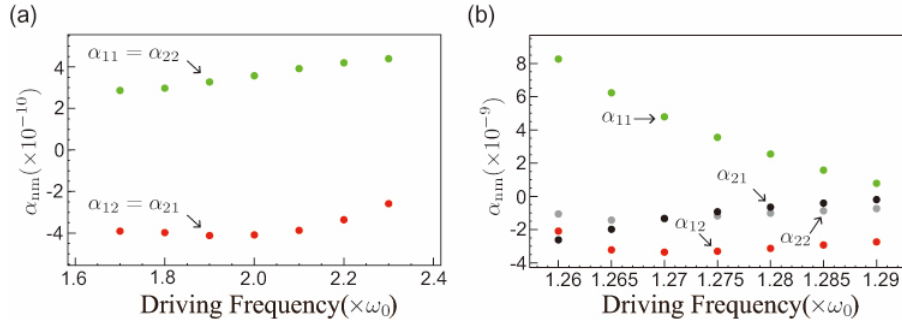 (a)
α₁₁ = α₂₂
α₁₂ = α₂₁
αₙₘ(×10⁻¹⁰)
4
2
0
-2
-4
1.6 1.8 2.0 2.2 2.4
Driving Frequency(×ω₀)
(b)
α₁₁
α₂₁
α₁₂
α₂₂
αₙₘ(×10⁻⁹)
8
6
4
2
0
-2
-4
1.26 1.265 1.27 1.275 1.28 1.285 1.29
Driving Frequency(×ω₀)